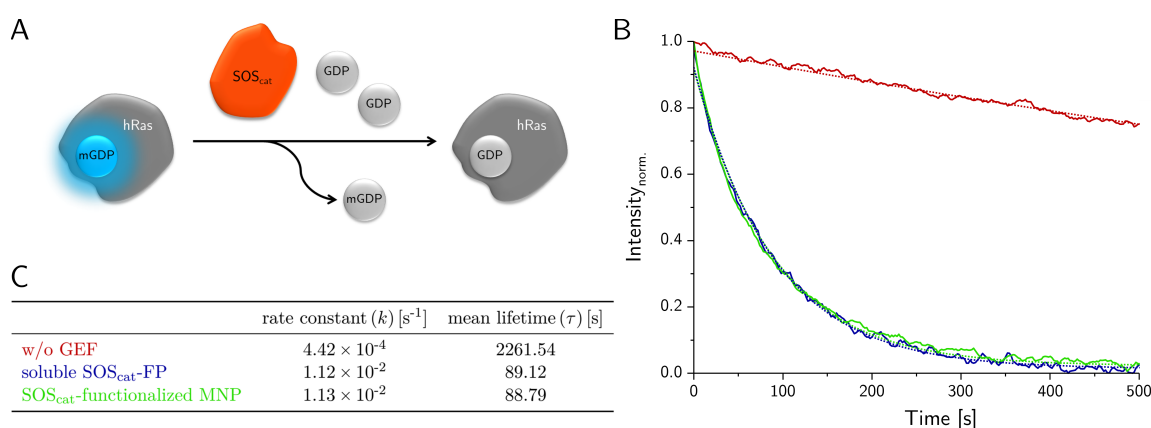 A
SOScat
GDP
GDP
hRas
mGDP
mGDP
hRas
GDP
B
Intensitynorm.
1.0
0.8
0.6
0.4
0.2
0.0
0 100 200 300 400 500
Time [s]
C
rate constant (k) [s-1] mean lifetime (τ) [s]
w/o GEF 4.42 × 10-4 2261.54
soluble SOScat-FP 1.12 × 10-2 89.12
SOScat-functionalized MNP 1.13 × 10-2 88.79